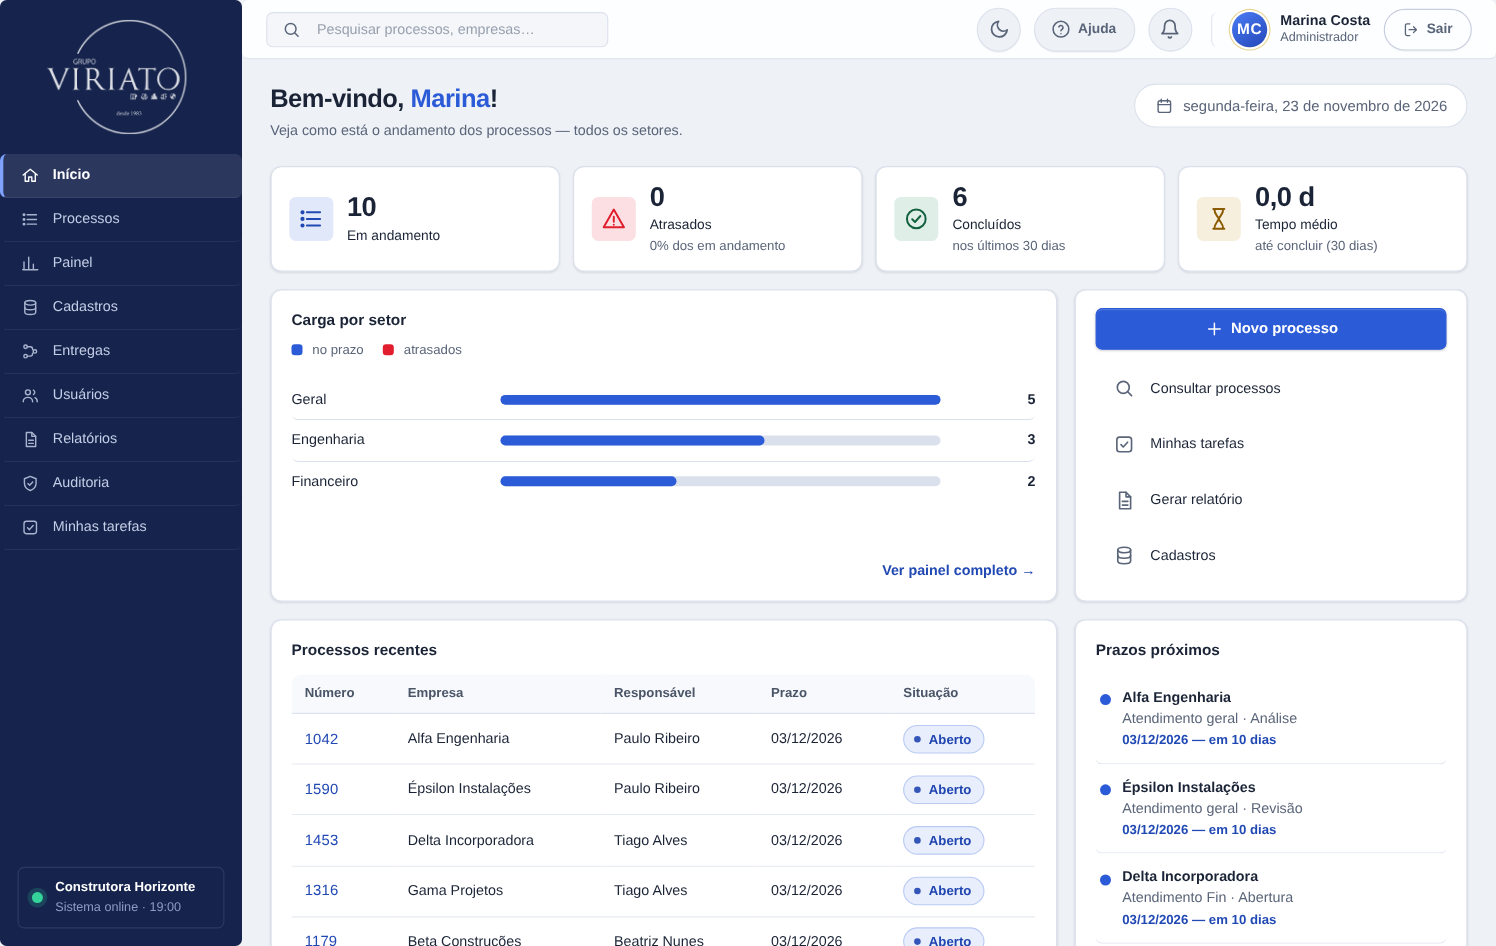 GRUPO
VIRIATO
desde 1983
Início
Processos
Painel
Cadastros
Entregas
Usuários
Relatórios
Auditoria
Minhas tarefas
Construtora Horizonte
Sistema online · 19:00
Pesquisar processos, empresas…
Ajuda
MC
Marina Costa
Administrador
Sair
Bem-vindo, Marina!
Veja como está o andamento dos processos — todos os setores.
segunda-feira, 23 de novembro de 2026
10
Em andamento
0
Atrasados
0% dos em andamento
6
Concluídos
nos últimos 30 dias
0,0 d
Tempo médio
até concluir (30 dias)
Carga por setor
no prazo atrasados
Geral 5
Engenharia 3
Financeiro 2
Ver painel completo →
Novo processo
Consultar processos
Minhas tarefas
Gerar relatório
Cadastros
Processos recentes
Número Empresa Responsável Prazo Situação
1042 Alfa Engenharia Paulo Ribeiro 03/12/2026 Aberto
1590 Épsilon Instalações Paulo Ribeiro 03/12/2026 Aberto
1453 Delta Incorporadora Tiago Alves 03/12/2026 Aberto
1316 Gama Projetos Tiago Alves 03/12/2026 Aberto
1179 Beta Construções Beatriz Nunes 03/12/2026 Aberto
Prazos próximos
Alfa Engenharia
Atendimento geral · Análise
03/12/2026 — em 10 dias
Épsilon Instalações
Atendimento geral · Revisão
03/12/2026 — em 10 dias
Delta Incorporadora
Atendimento Fin · Abertura
03/12/2026 — em 10 dias